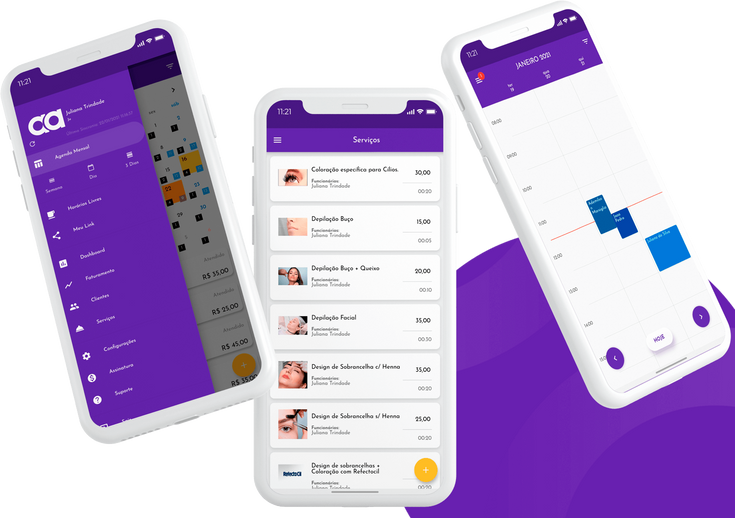 11:21
Juliana Trindade
Agenda Mensal
Semana
Dia
5 Dias
Horários Livres
Meu Link
Dashboard
Faturamento
Clientes
Serviços
Configurações
Assinatura
Suporte
Atendido
R$ 35,00
Atendido
R$ 25,00
Atendido
R$ 45,00
R$ 35,00
11:21
Serviços
Coloração específica para Cílios.
30,00
Funcionários:
Juliana Trindade
00:20
Depilação Buço
15,00
Funcionários:
Juliana Trindade
00:05
Depilação Buço + Queixo
20,00
Funcionários:
Juliana Trindade
00:10
Depilação Facial
35,00
Funcionários:
Juliana Trindade
00:30
Design de Sobrancelha c/ Henna
35,00
Funcionários:
Juliana Trindade
00:20
Design de Sobrancelha s/ Henna
25,00
Funcionários:
Juliana Trindade
00:20
Design de sobrancelhas +
Coloração com Refectocil
Funcionários:
Juliana Trindade
00:30
11:21
JANEIRO 2021
08:00
09:00
10:00
11:00
12:00
13:00
14:00
HOJE